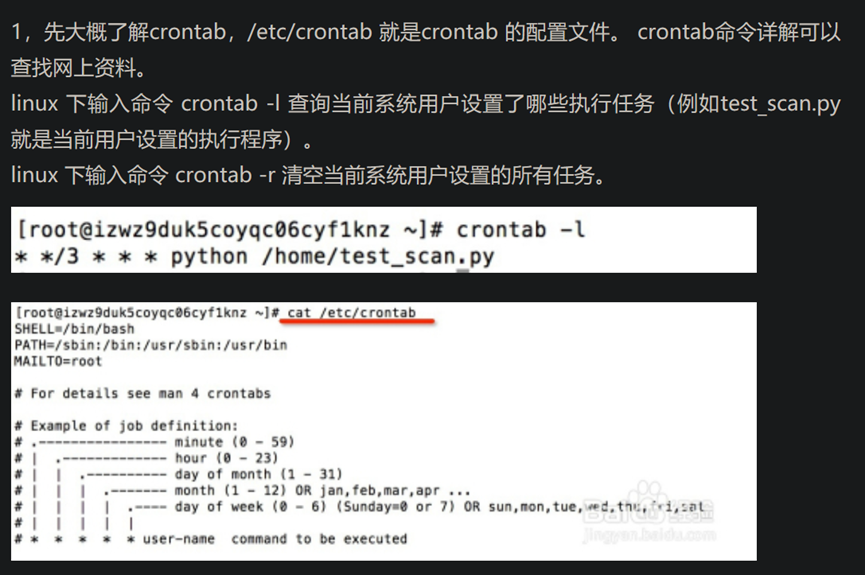 1，先大概了解crontab，/etc/crontab 就是crontab 的配置文件。 crontab命令详解可以
查找网上资料。
linux 下输入命令 crontab -l 查询当前系统用户设置了哪些执行任务（例如test_scan.py
就是当前用户设置的执行程序）。
linux 下输入命令 crontab -r 清空当前系统用户设置的所有任务。
[root@izwz9duk5coyqc06cyf1knz ~]# crontab -l
* */3 * * * python /home/test_scan.py
[root@izwz9duk5coyqc06cyf1knz ~]# cat /etc/crontab
SHELL=/bin/bash
PATH=/sbin:/bin:/usr/sbin:/usr/bin
MAILTO=root
# For details see man 4 crontabs
# Example of job definition:
# .---------------- minute (0 - 59)
# | .------------- hour (0 - 23)
# | | .---------- day of month (1 - 31)
# | | | .------- month (1 - 12) OR jan,feb,mar,apr ...
# | | | | .---- day of week (0 - 6) (Sunday=0 or 7) OR sun,mon,tue,wed,thu,fri,sat
# | | | | |
# * * * * * user-name command to be executed
Baidu经验
jingyan.baidu.com